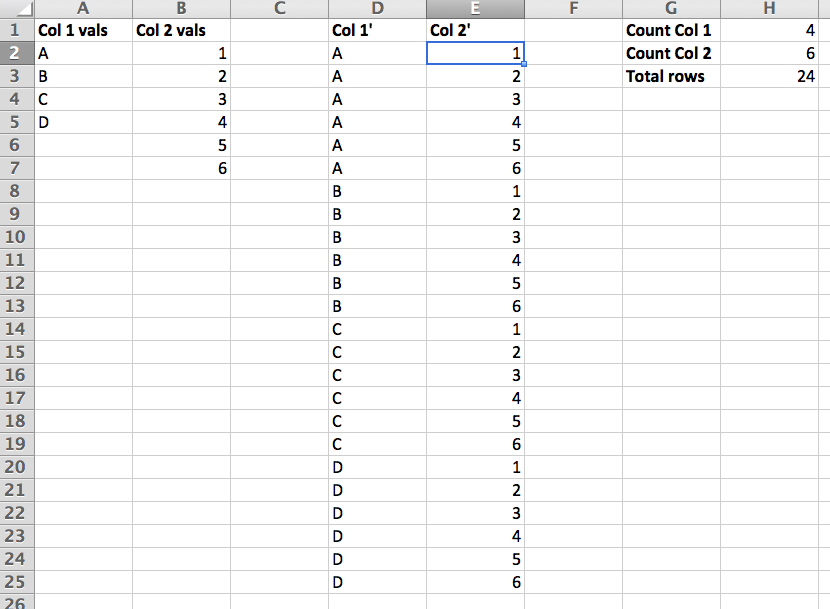 A B C D E F G H
1 Col 1 vals Col 2 vals Col 1' Col 2' Count Col 1 4
2 A 1 A 1 Count Col 2 6
3 B 2 A 2 Total rows 24
4 C 3 A 3
5 D 4 A 4
6 5 A 5
7 6 A 6
8 B 1
9 B 2
10 B 3
11 B 4
12 B 5
13 B 6
14 C 1
15 C 2
16 C 3
17 C 4
18 C 5
19 C 6
20 D 1
21 D 2
22 D 3
23 D 4
24 D 5
25 D 6
26